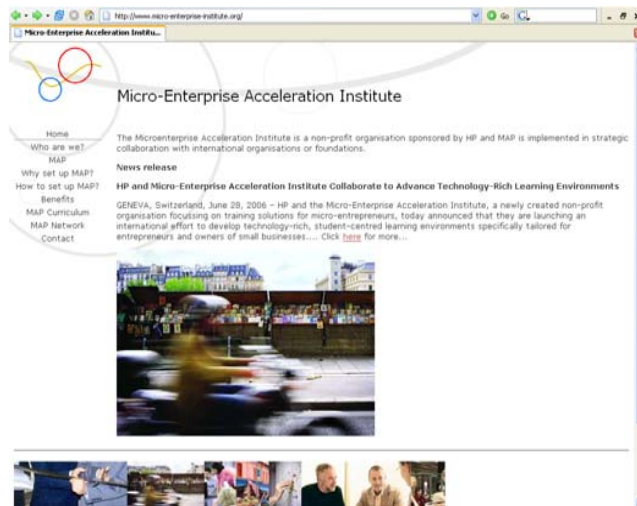 http://www.micro-enterprise-institute.org/
Go
Micro-Enterprise Acceleration Institu...
Micro-Enterprise Acceleration Institute
Home
Who are we?
MAP
Why set up MAP?
How to set up MAP?
Benefits
MAP Curriculum
MAP Network
Contact
The Microenterprise Acceleration Institute is a non-profit organisation sponsored by HP and MAP is implemented in strategic
collaboration with international organisations or foundations.
News release
HP and Micro-Enterprise Acceleration Institute Collaborate to Advance Technology-Rich Learning Environments
GENEVA, Switzerland, June 28, 2006 - HP and the Micro-Enterprise Acceleration Institute, a newly created non-profit
organisation focussing on training solutions for micro-entrepreneurs, today announced that they are launching an
international effort to develop technology-rich, student-centred learning environments specifically tailored for
entrepreneurs and owners of small businesses.... Click here for more...